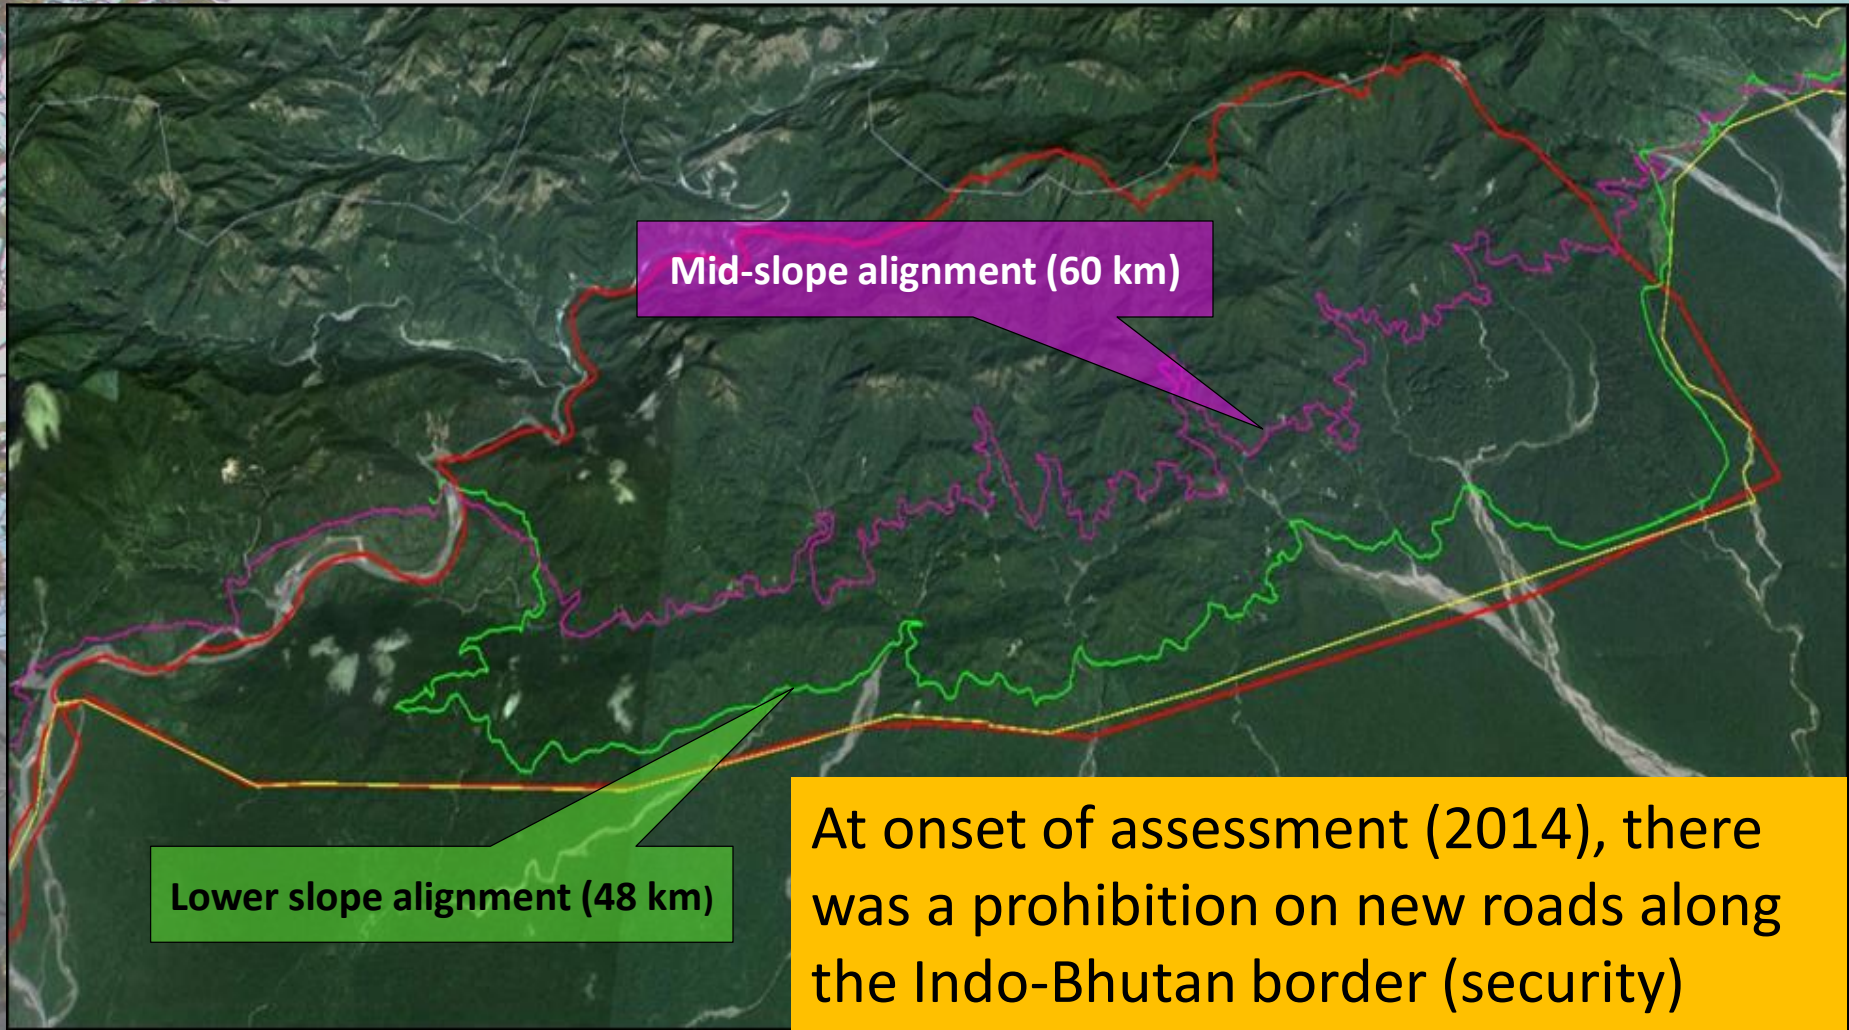 Mid-slope alignment (60 km)
Lower slope alignment (48 km)
At onset of assessment (2014), there
was a prohibition on new roads along
the Indo-Bhutan border (security)